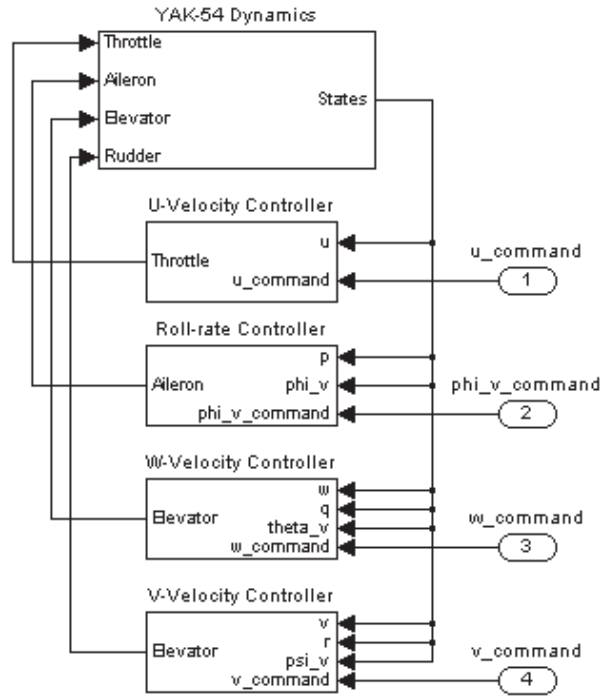 YAK-54 Dynamics
Throttle
Aileron
Elevator
Rudder
States
U-Velocity Controller
u
Throttle
u_command
u_command
1
Roll-rate Controller
p
Aileron
phi_v
phi_v_command
phi_v_command
2
W-Velocity Controller
w
q
Elevator
theta_v
w_command
w_command
3
V-Velocity Controller
v
r
Elevator
psi_v
v_command
v_command
4